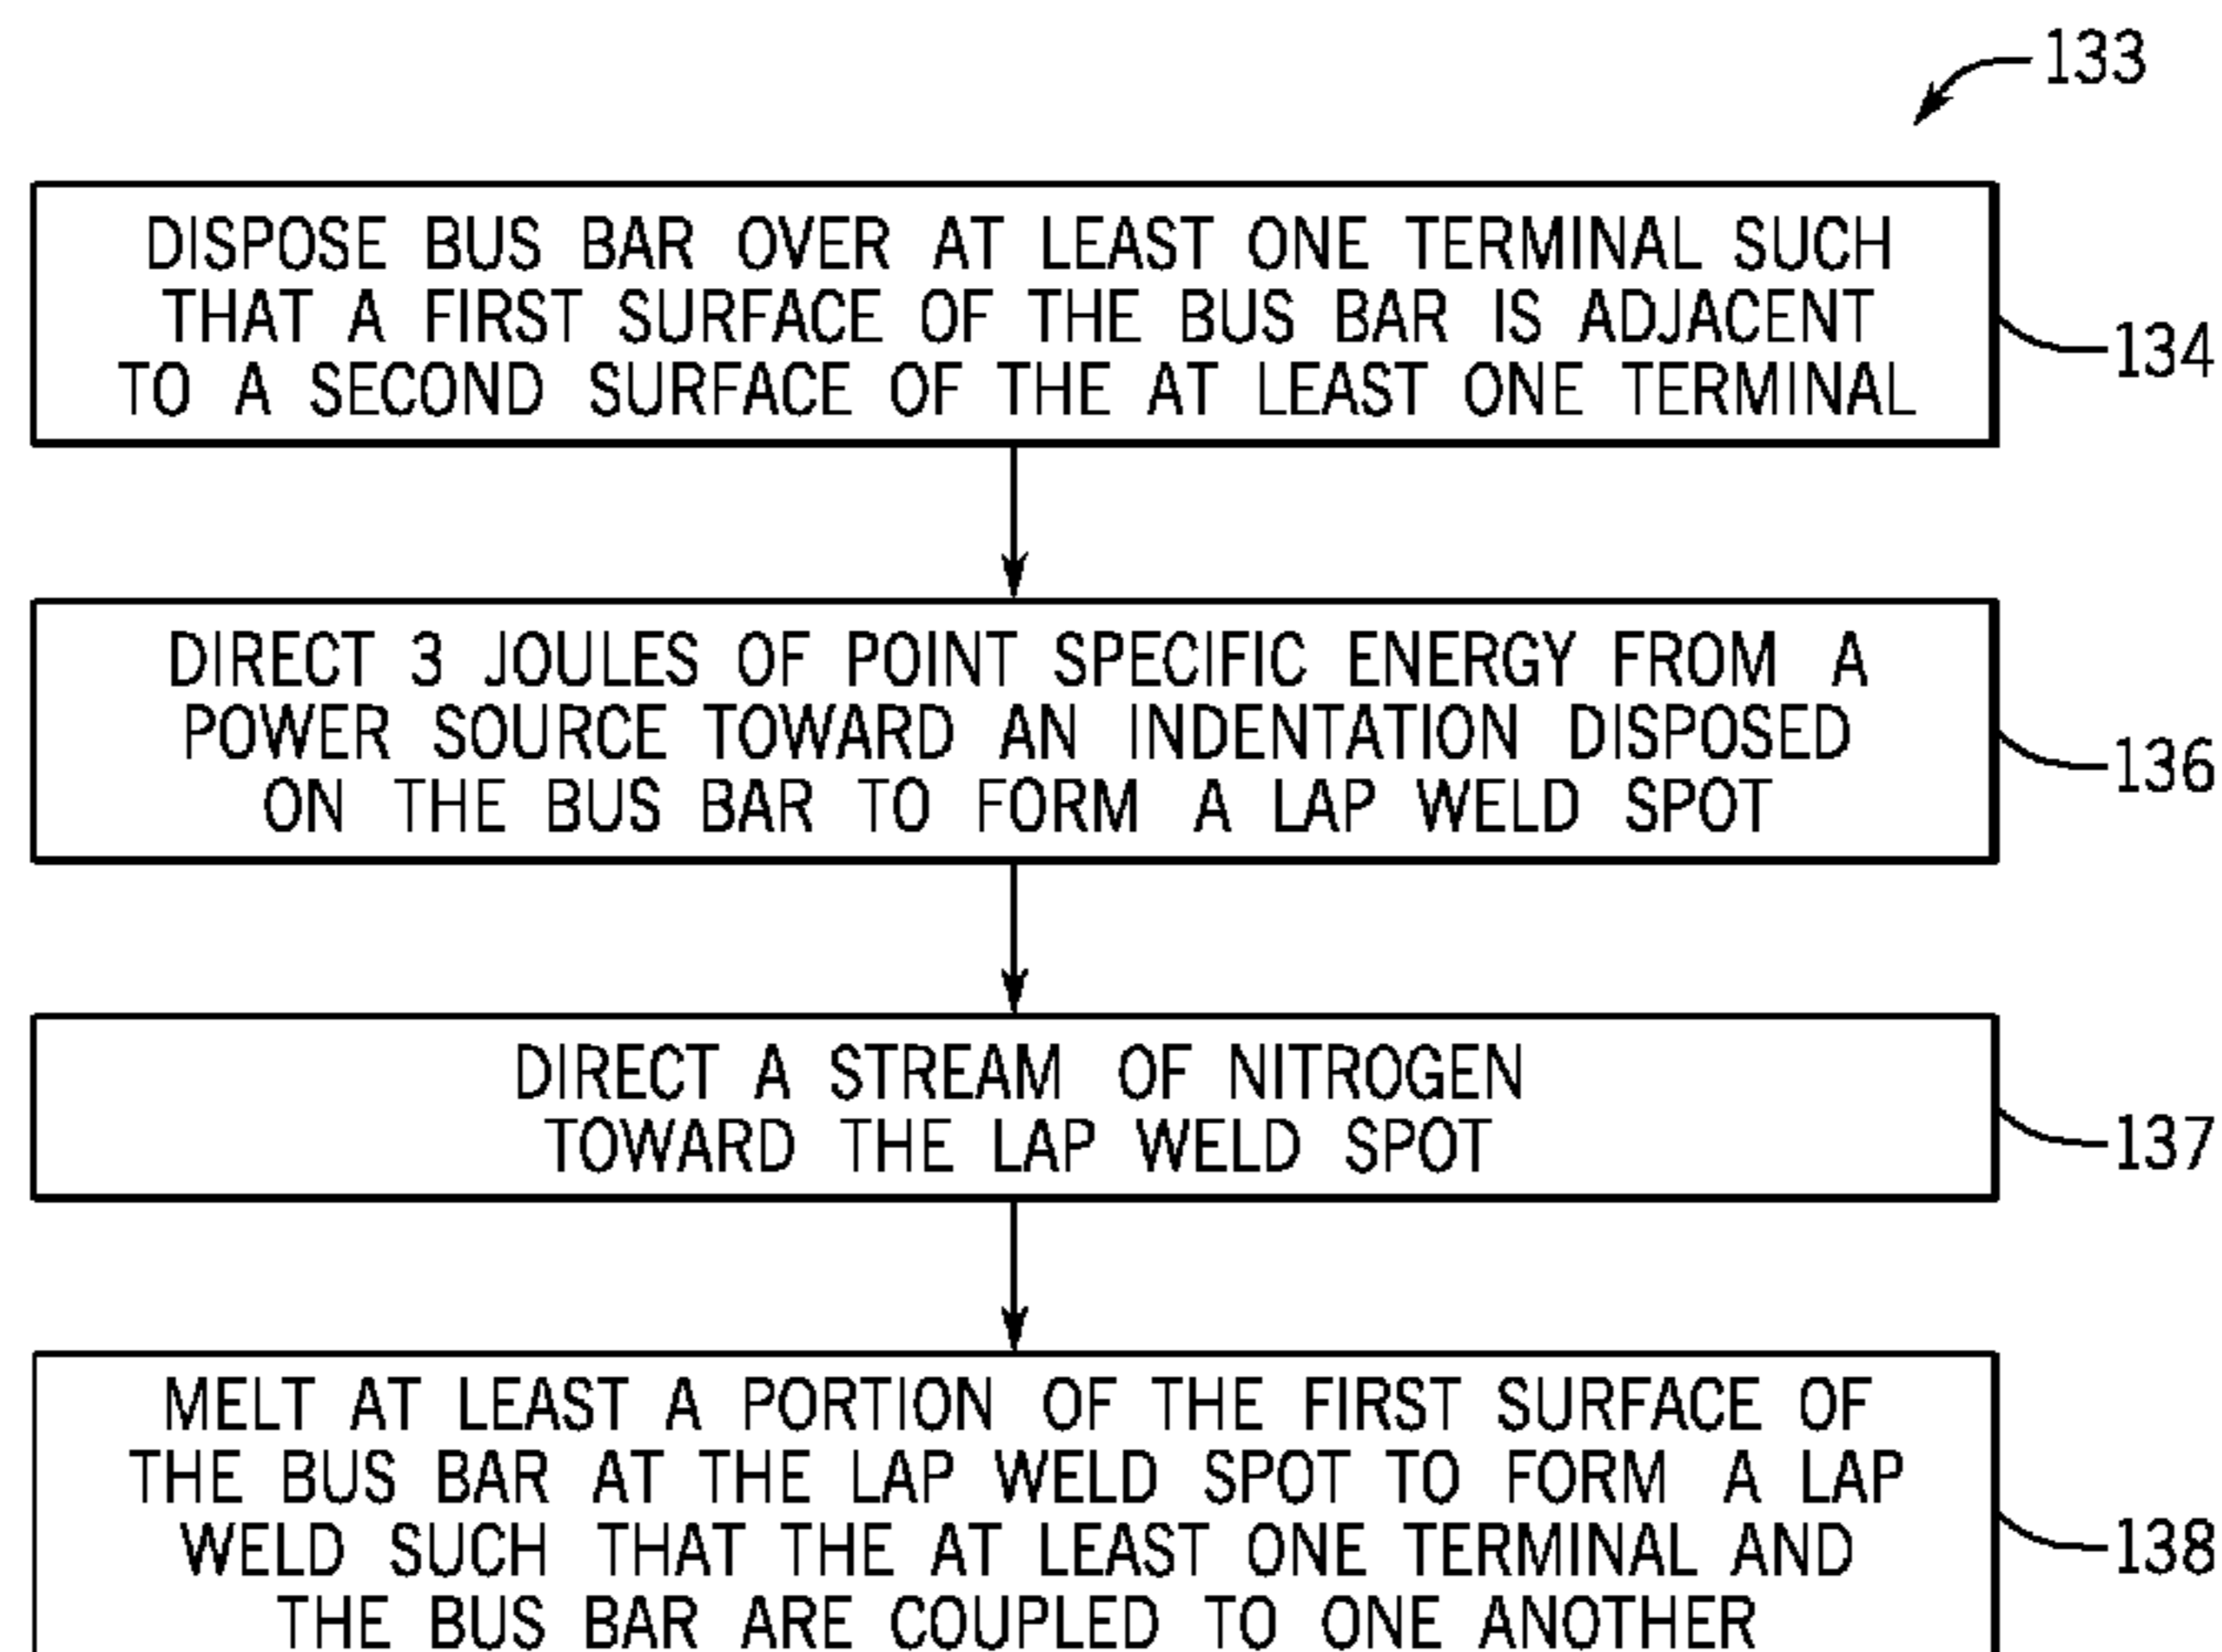 133
DISPOSE BUS BAR OVER AT LEAST ONE TERMINAL SUCH
THAT A FIRST SURFACE OF THE BUS BAR IS ADJACENT
TO A SECOND SURFACE OF THE AT LEAST ONE TERMINAL
134
DIRECT 3 JOULES OF POINT SPECIFIC ENERGY FROM A
POWER SOURCE TOWARD AN INDENTATION DISPOSED
ON THE BUS BAR TO FORM A LAP WELD SPOT
136
DIRECT A STREAM OF NITROGEN
TOWARD THE LAP WELD SPOT
137
MELT AT LEAST A PORTION OF THE FIRST SURFACE OF
THE BUS BAR AT THE LAP WELD SPOT TO FORM A LAP
WELD SUCH THAT THE AT LEAST ONE TERMINAL AND
THE BUS BAR ARE COUPLED TO ONE ANOTHER
138